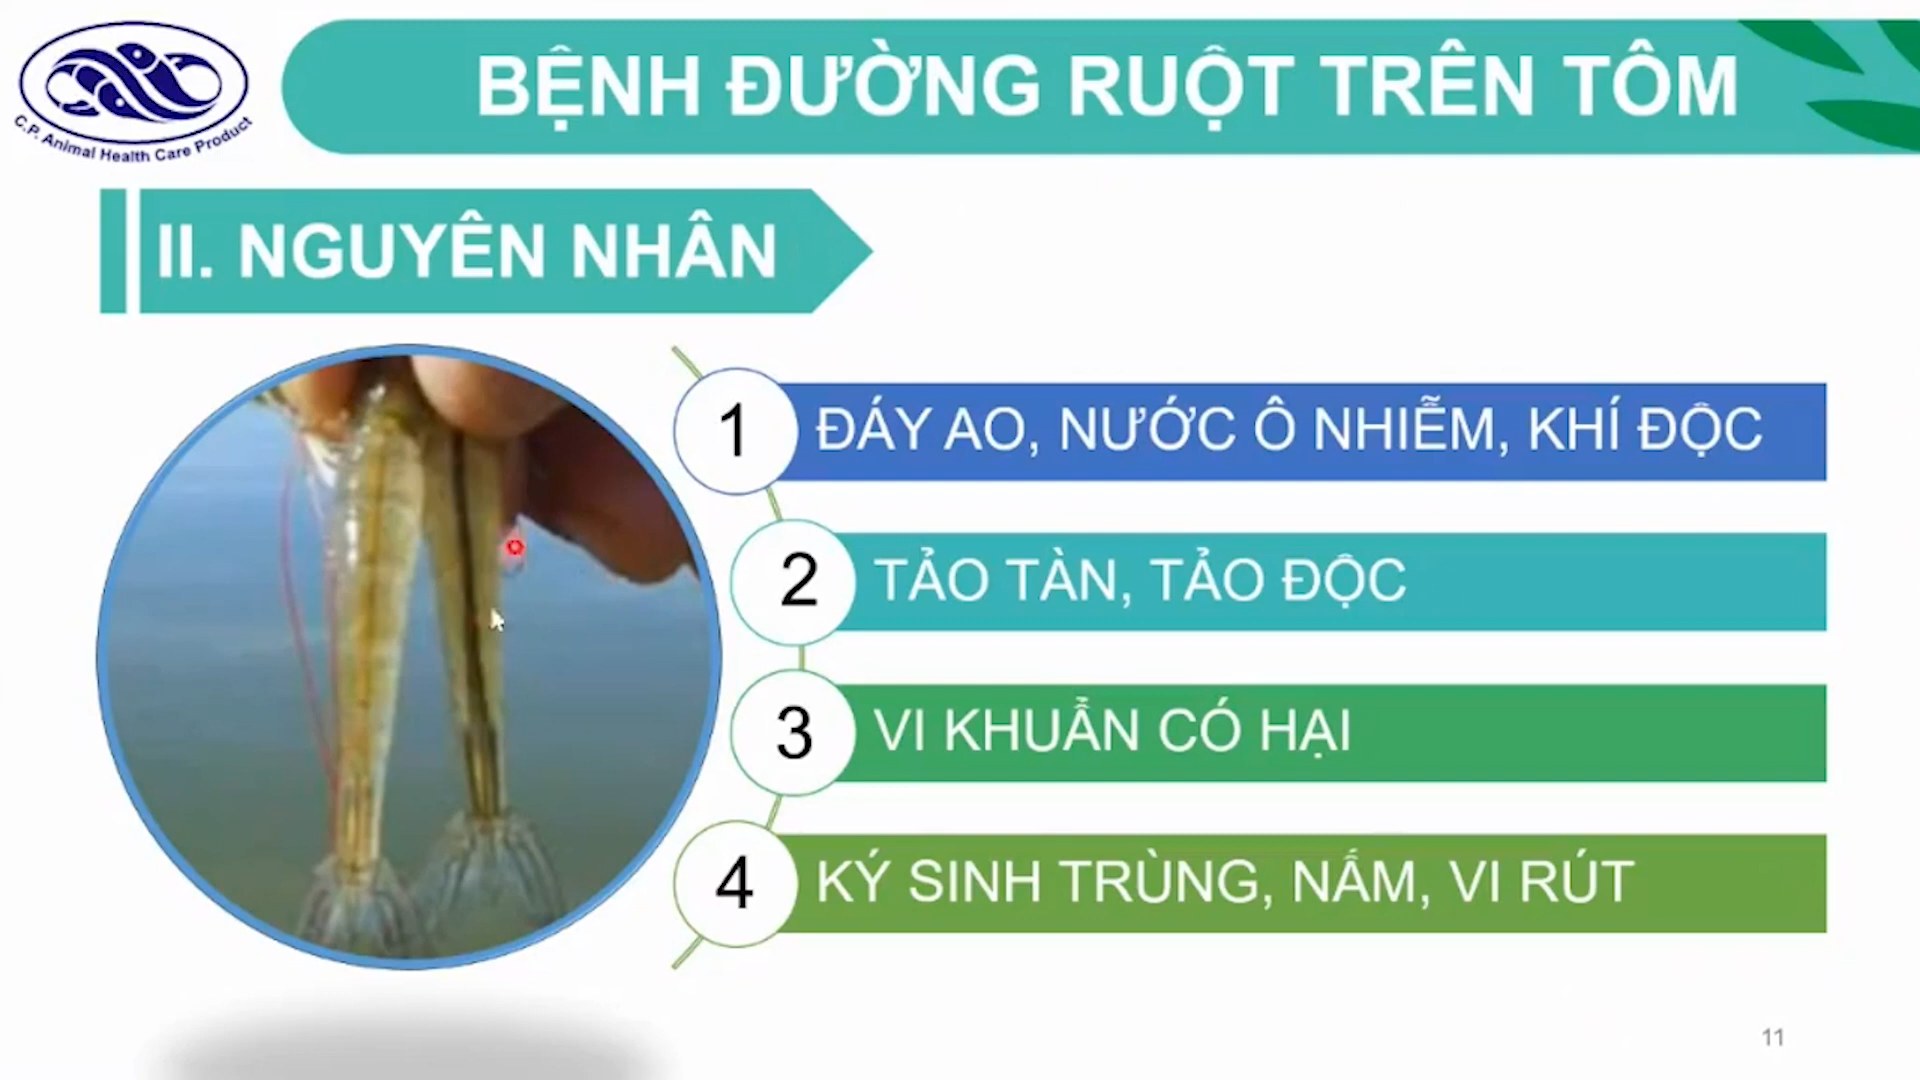 C.P. Animal Health Care Product
BỆNH ĐƯỜNG RUỘT TRÊN TÔM
II. NGUYÊN NHÂN
1 ĐÁY AO, NƯỚC Ô NHIỄM, KHÍ ĐỘC
2 TẢO TÀN, TẢO ĐỘC
3 VI KHUẨN CÓ HẠI
4 KÝ SINH TRÙNG, NẤM, VI RÚT
11